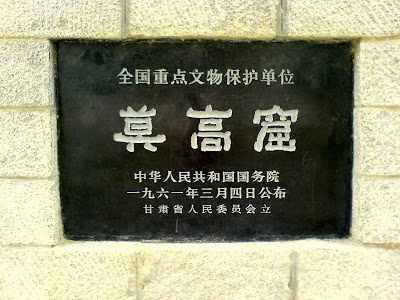 全国重点文物保护单位
莫高窟
中华人民共和国国务院
一九六一年三月四日公布
甘肃省人民委员会立